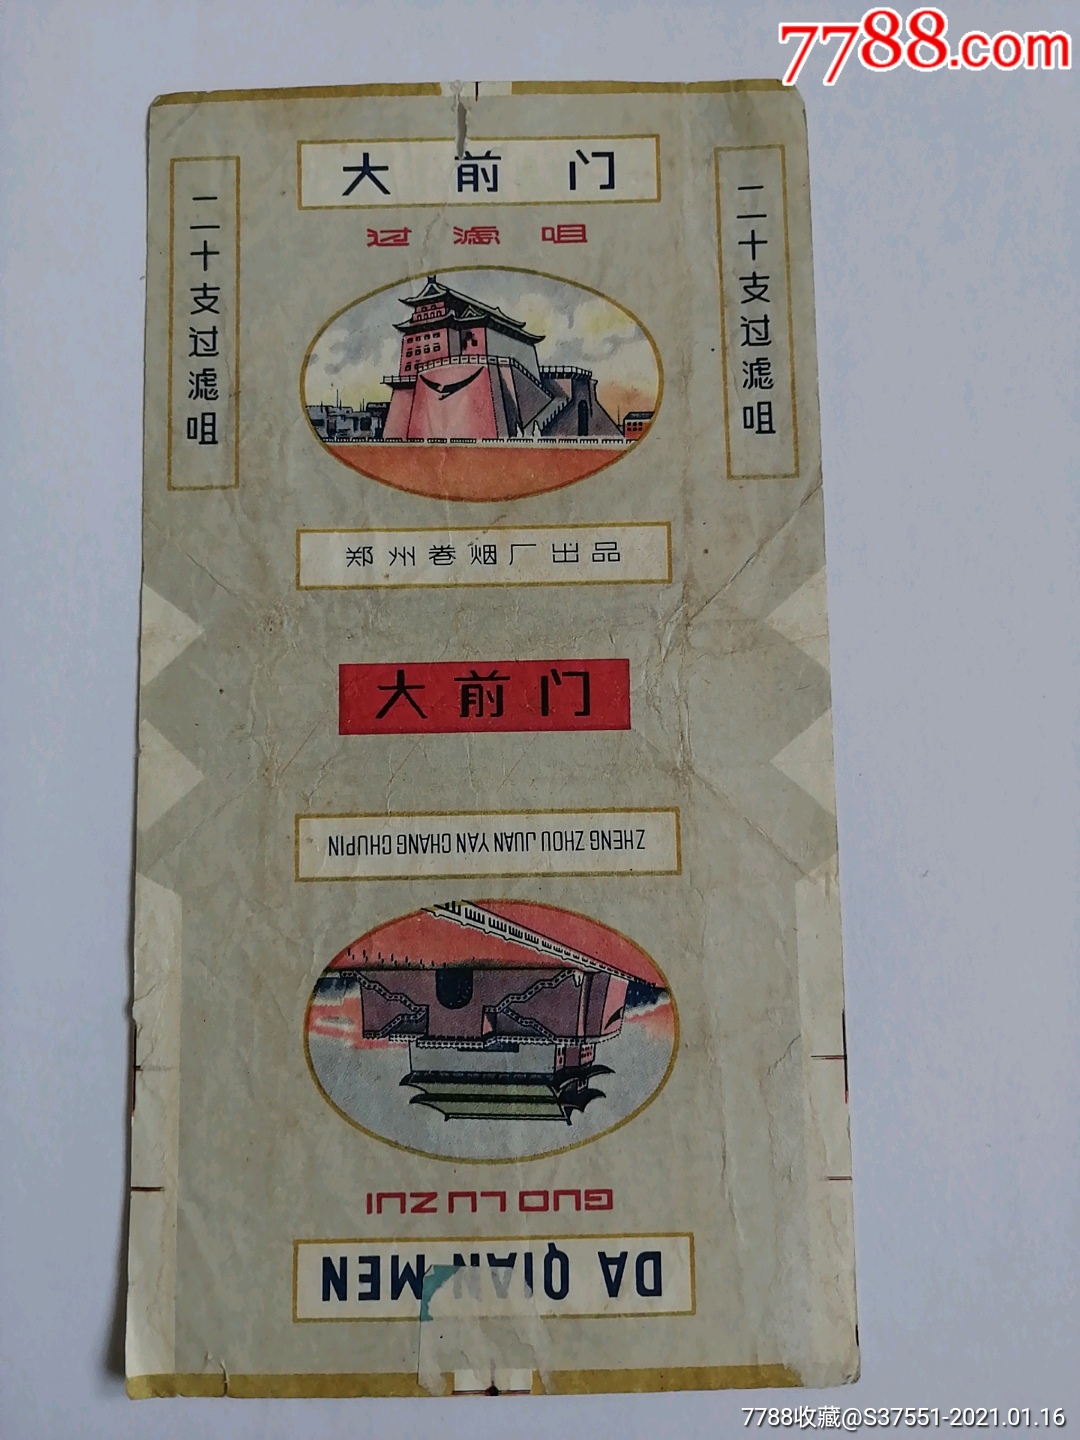 7788.com
大前门
过滤咀
二十支过滤咀
二十支过滤咀
郑州卷烟厂出品
大前门
ZHENG ZHOU JUAN YAN CHANG CHUPIN
GUO LU ZUI
DA QIAN MEN
7788收藏@S37551-2021.01.16